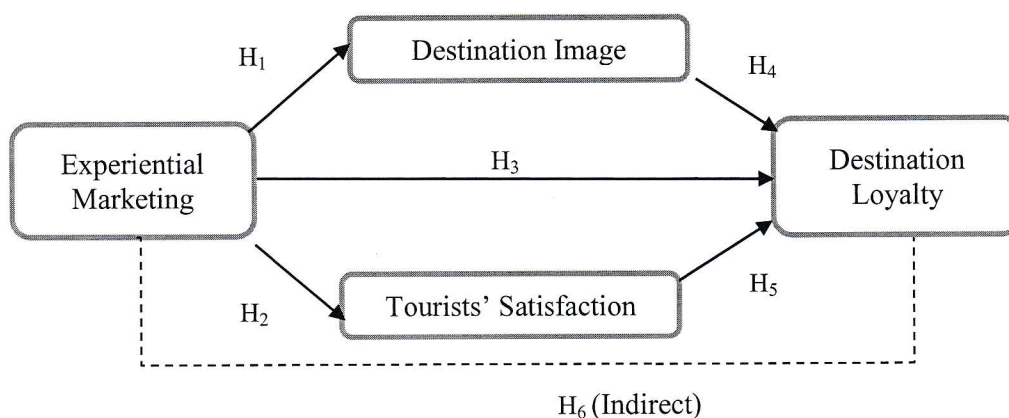 Destination Image
H₁
H₄
Experiential
Marketing
H₃
Destination
Loyalty
H₂
Tourists’ Satisfaction
H₅
H₆ (Indirect)